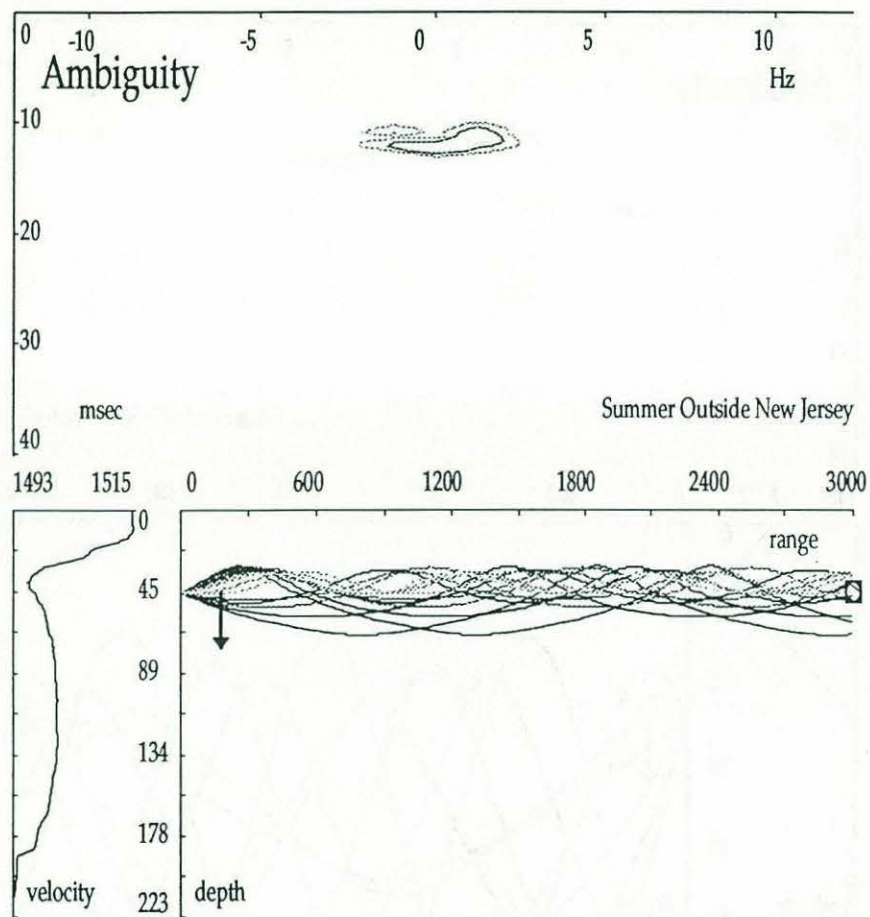 0 -10 -5 0 5 10
Ambiguity Hz
-10
-20
-30
msec Summer Outside New Jersey
40
1493 1515 0 600 1200 1800 2400 3000
0
range
45
89
134
178
velocity 223 depth